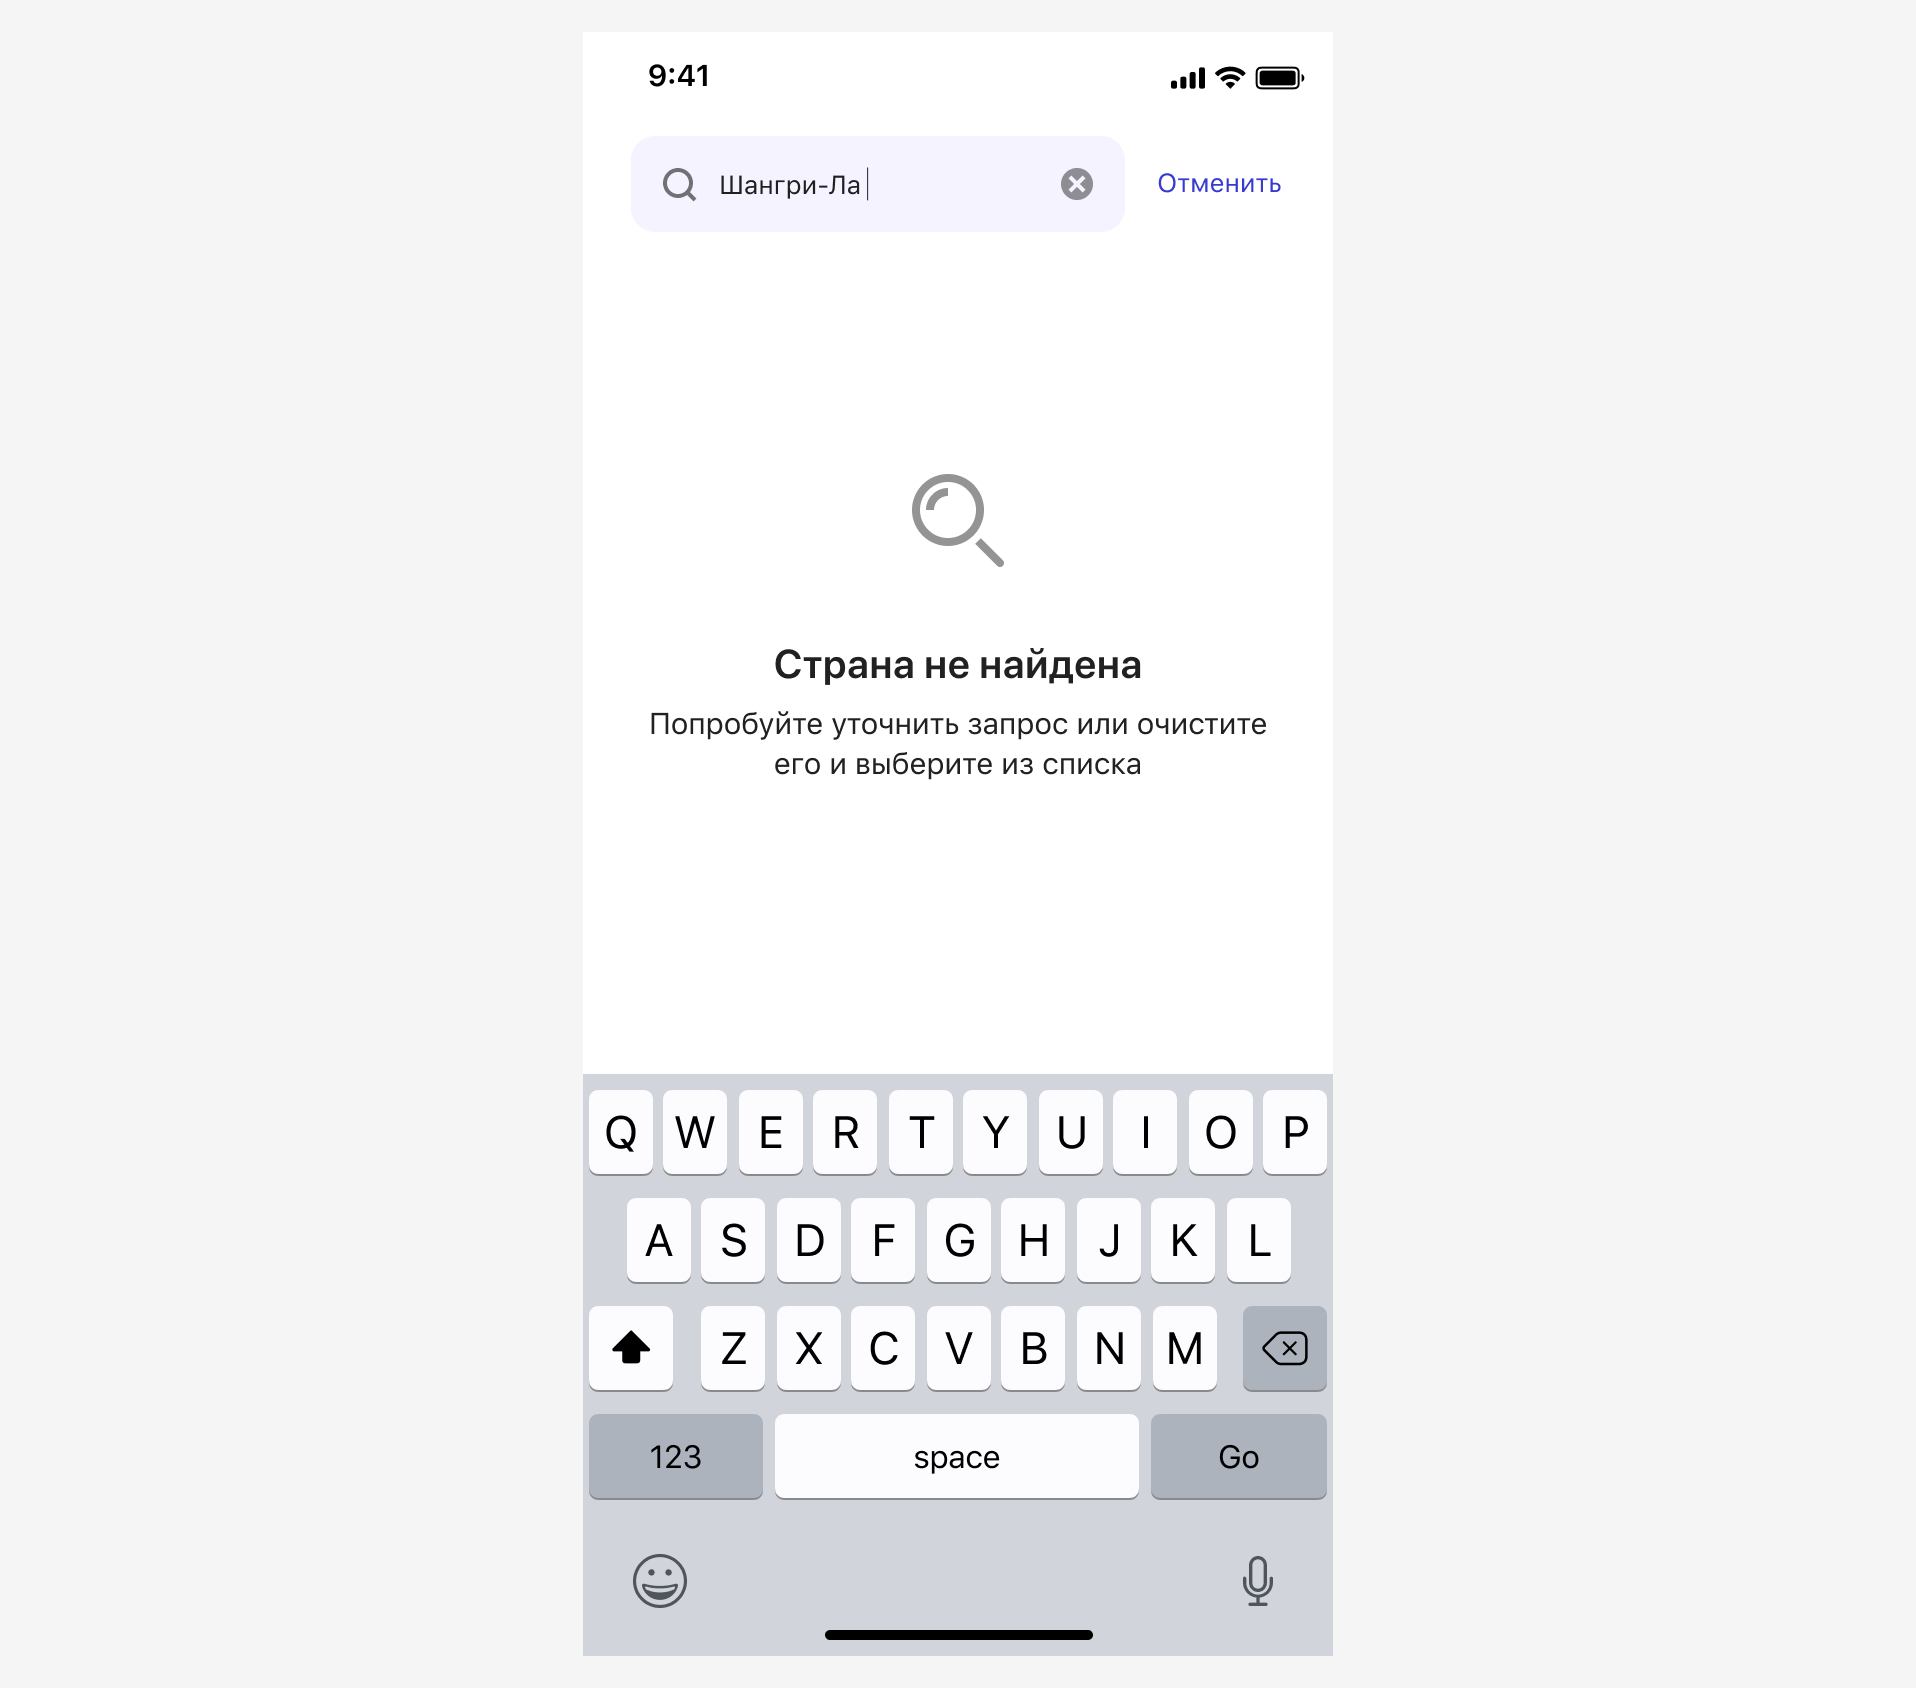 9:41
Шангри-Ла
Отменить
Страна не найдена
Попробуйте уточнить запрос или очистите
его и выберите из списка
Q W E R T Y U I O P
A S D F G H J K L
Z X C V B N M
123 space Go